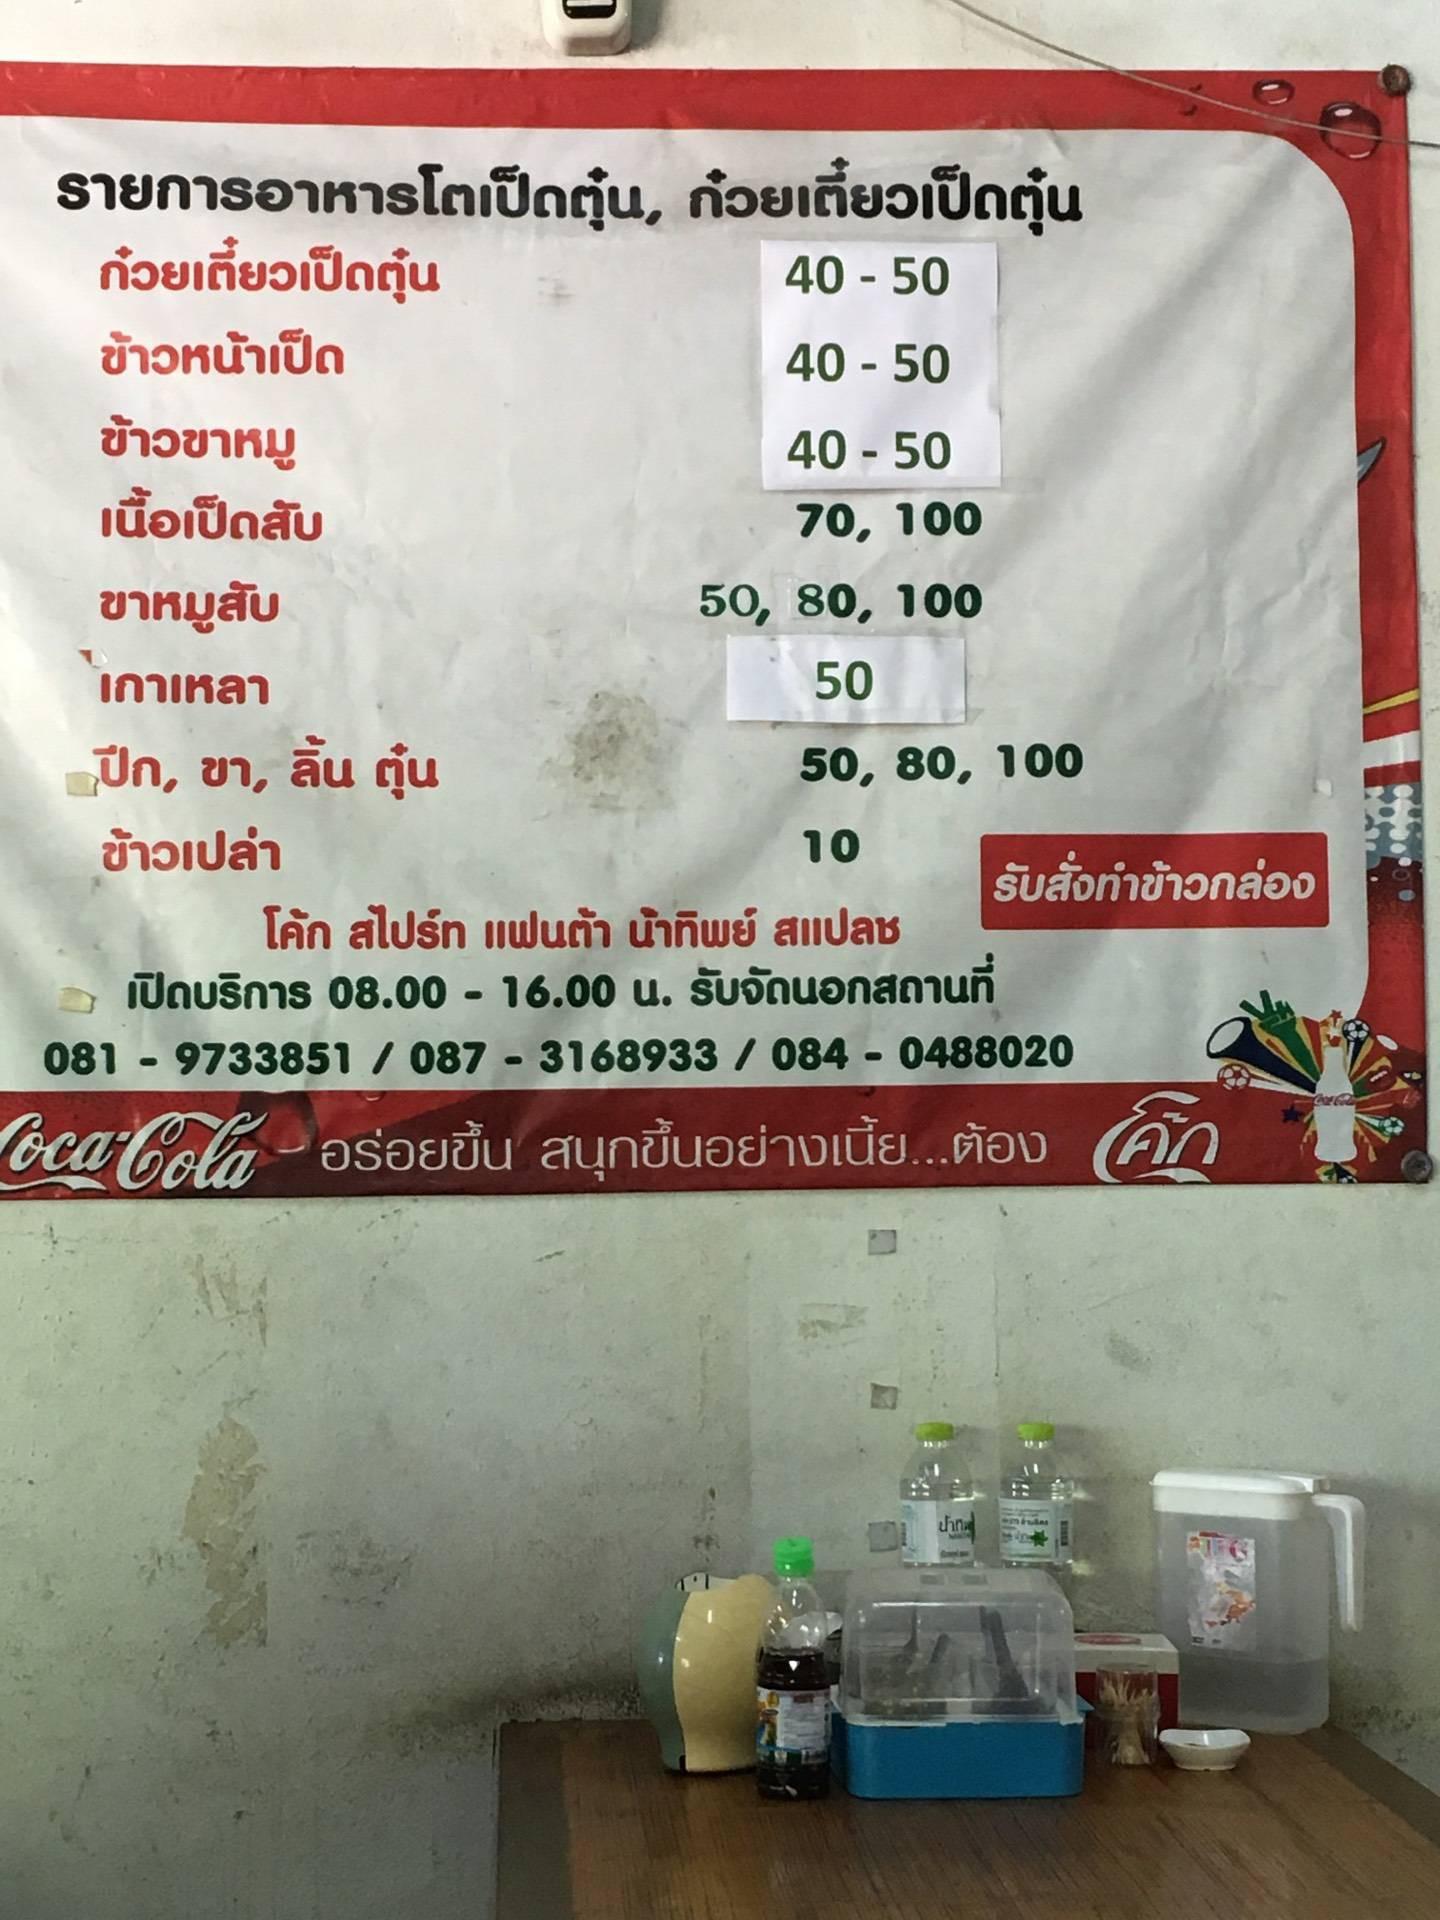 รายการอาหารโตเป็ดตุ๋น, ก๋วยเตี๋ยวเป็ดตุ๋น
ก๋วยเตี๋ยวเป็ดตุ๋น 40 - 50
ข้าวหน้าเป็ด 40 - 50
ข้าวขาหมู 40 - 50
เนื้อเป็ดสับ 70, 100
ขาหมูสับ 50, 80, 100
เกาเหลา 50
ปีก, ขา, ลิ้น ตุ๋น 50, 80, 100
ข้าวเปล่า 10
รับสั่งทำข้าวกล่อง
โค้ก สไปร์ท แฟนต้า น้ำทิพย์ สแปลช
เปิดบริการ 08.00 - 16.00 น. รับจัดนอกสถานที่
081 - 9733851 / 087 - 3168933 / 084 - 0488020
Coca-Cola อร่อยขึ้น สนุกขึ้นอย่างเนี้ย...ต้อง โค้ก